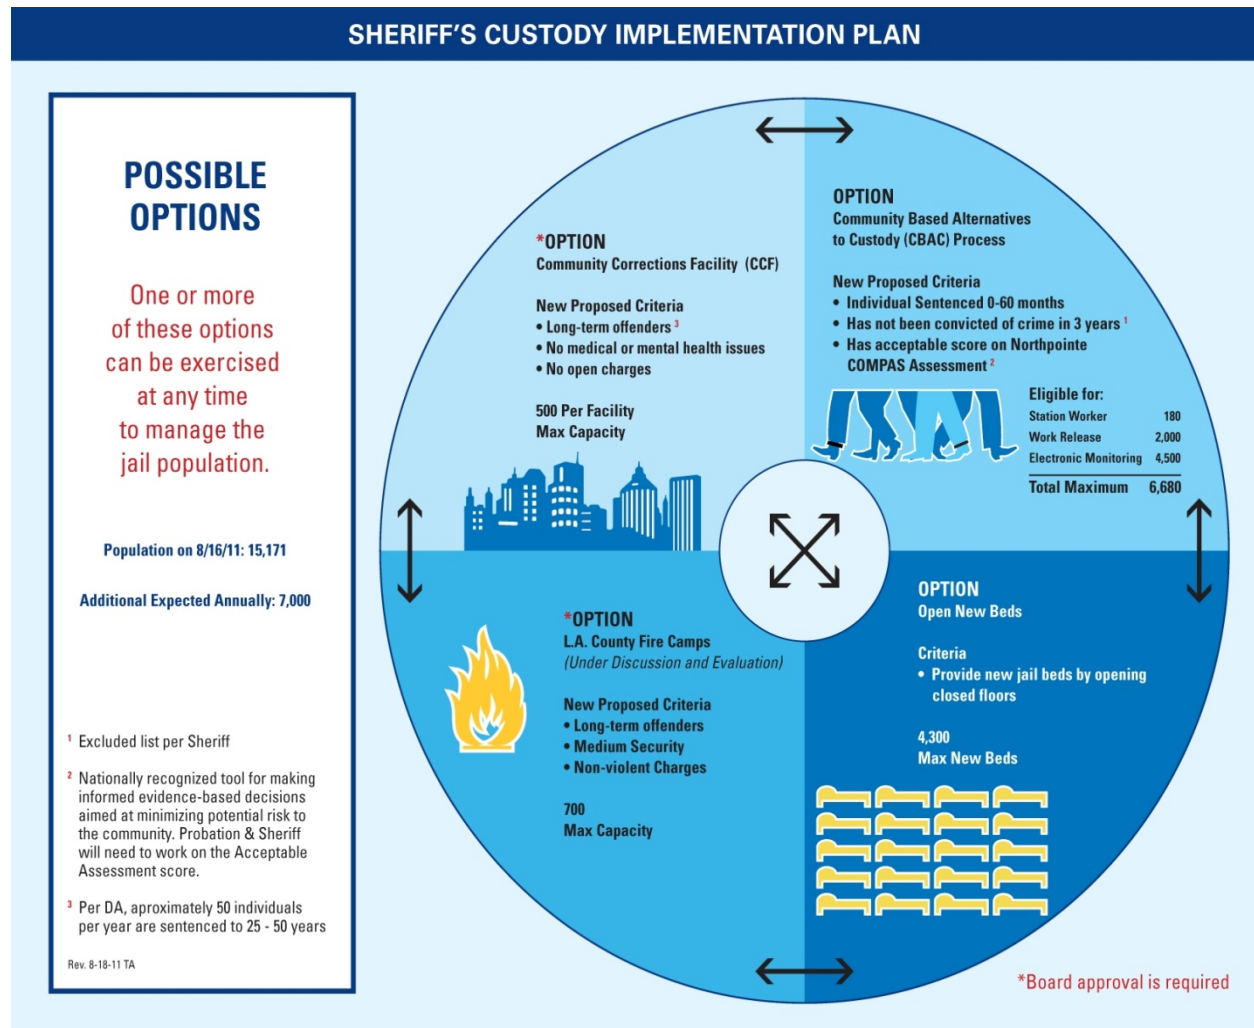 SHERIFF'S CUSTODY IMPLEMENTATION PLAN
POSSIBLE
OPTIONS
One or more
of these options
can be exercised
at any time
to manage the
jail population.
Population on 8/16/11: 15,171
Additional Expected Annually: 7,000
1 Excluded list per Sheriff
2 Nationally recognized tool for making
informed evidence-based decisions
aimed at minimizing potential risk to
the community. Probation & Sheriff
will need to work on the Acceptable
Assessment score.
3 Per DA, aproximately 50 individuals
per year are sentenced to 25 - 50 years
Rev. 8-18-11 TA
*OPTION
Community Corrections Facility (CCF)
New Proposed Criteria
• Long-term offenders 3
• No medical or mental health issues
• No open charges
500 Per Facility
Max Capacity
OPTION
Community Based Alternatives
to Custody (CBAC) Process
New Proposed Criteria
• Individual Sentenced 0-60 months
• Has not been convicted of crime in 3 years 1
• Has acceptable score on Northpointe
COMPAS Assessment 2
Eligible for:
Station Worker 180
Work Release 2,000
Electronic Monitoring 4,500
Total Maximum 6,680
*OPTION
L.A. County Fire Camps
(Under Discussion and Evaluation)
New Proposed Criteria
• Long-term offenders
• Medium Security
• Non-violent Charges
700
Max Capacity
OPTION
Open New Beds
Criteria
• Provide new jail beds by opening
closed floors
4,300
Max New Beds
*Board approval is required